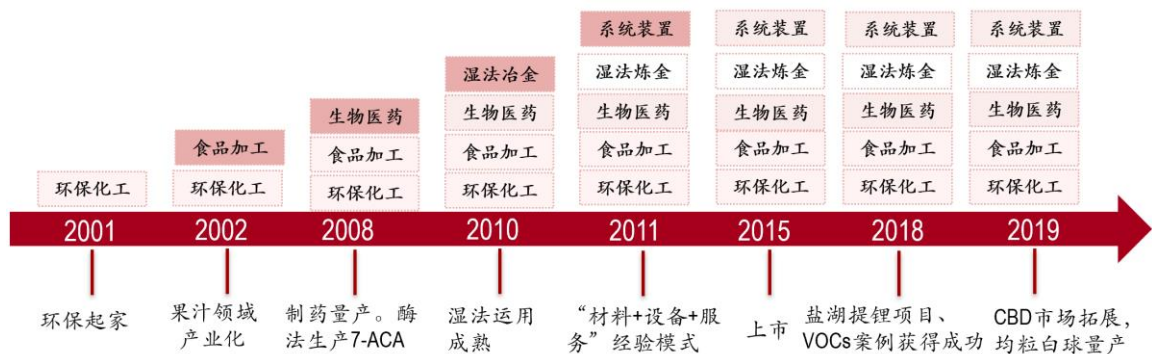 系统装置 系统装置 系统装置 系统装置
湿法冶金 湿法炼金 湿法炼金 湿法炼金 湿法炼金
生物医药 生物医药 生物医药 生物医药 生物医药 生物医药
食品加工 食品加工 食品加工 食品加工 食品加工 食品加工 食品加工
环保化工 环保化工 环保化工 环保化工 环保化工 环保化工 环保化工 环保化工
2001 2002 2008 2010 2011 2015 2018 2019
环保起家
果汁领域
产业化
制药量产。酶
法生产7-ACA
湿法运用
成熟
“材料+设备+服
务”经验模式
上市
盐湖提锂项目、
VOCs案例获得成功
CBD市场拓展，
均粒白球量产